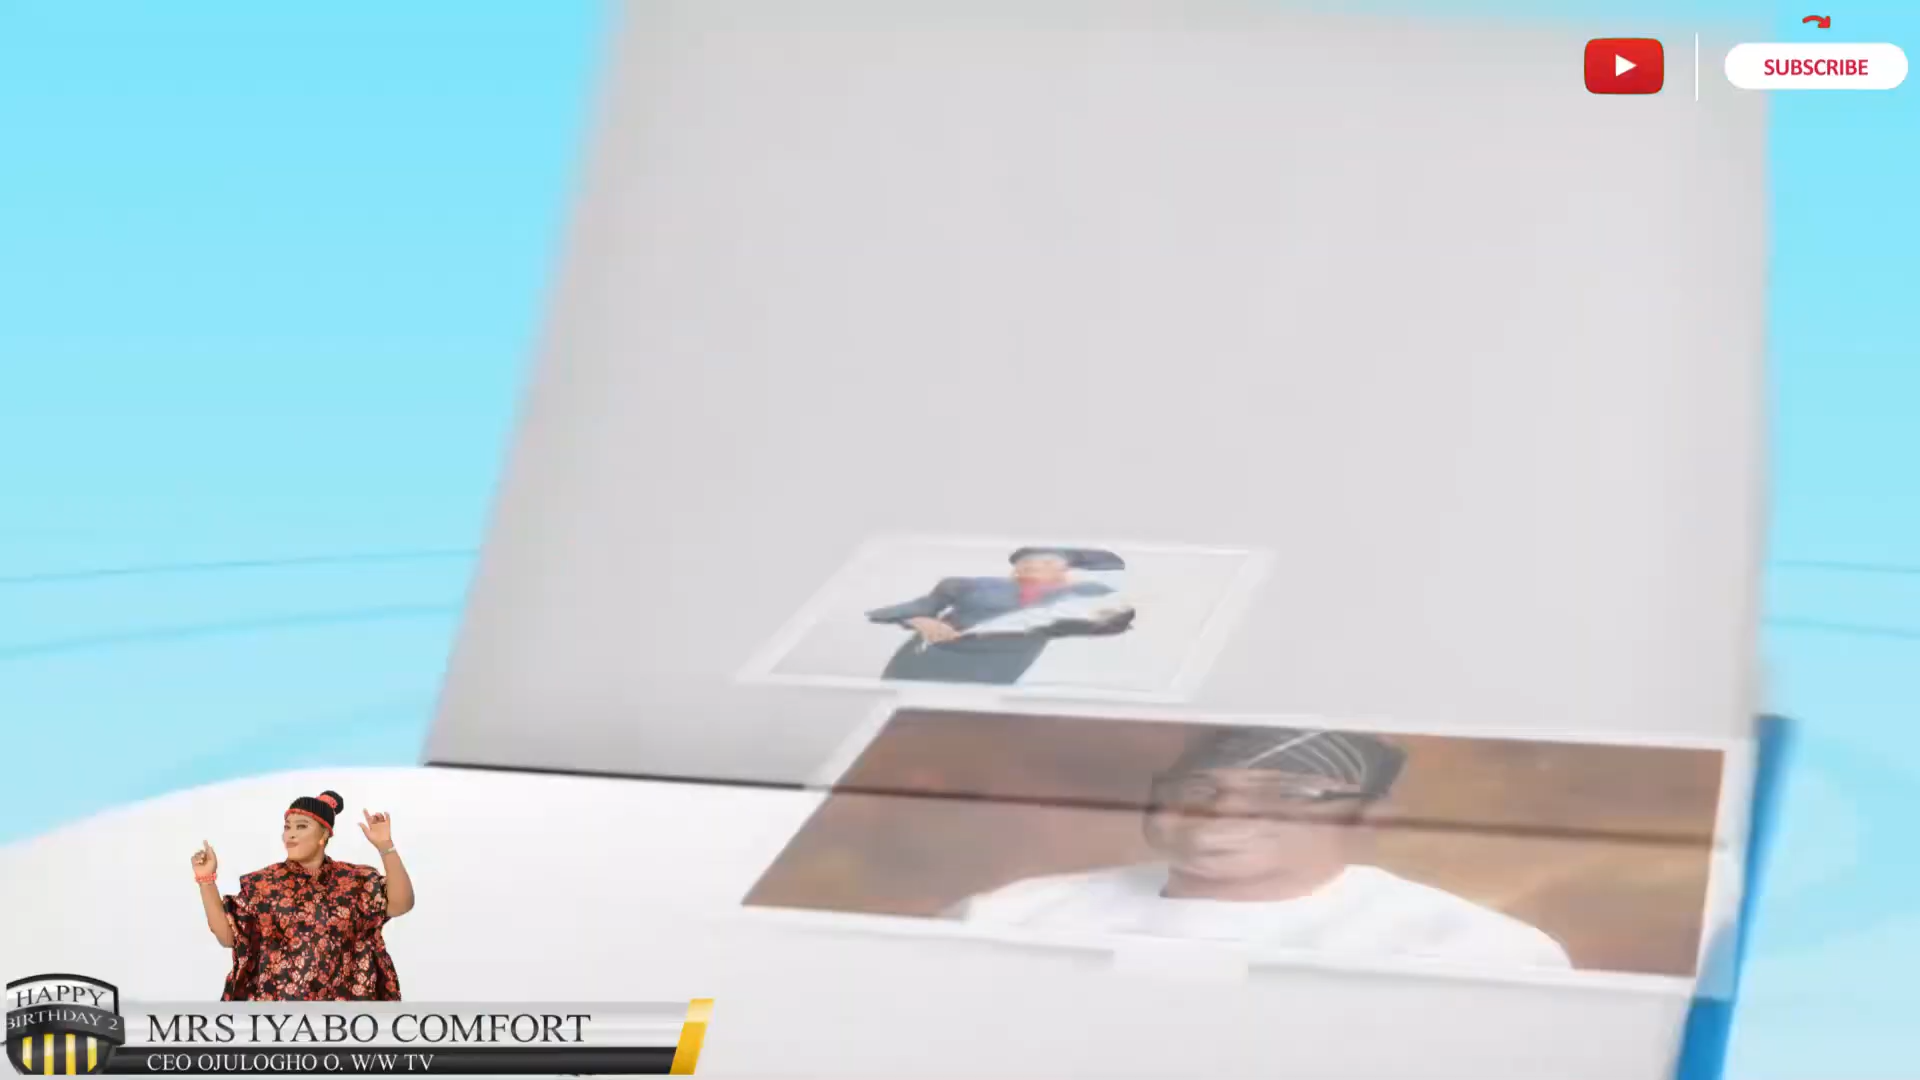 SUBSCRIBE
HAPPY
BIRTHDAY 2
MRS IYABO COMFORT
CEO OJULOGHO O. W/W TV